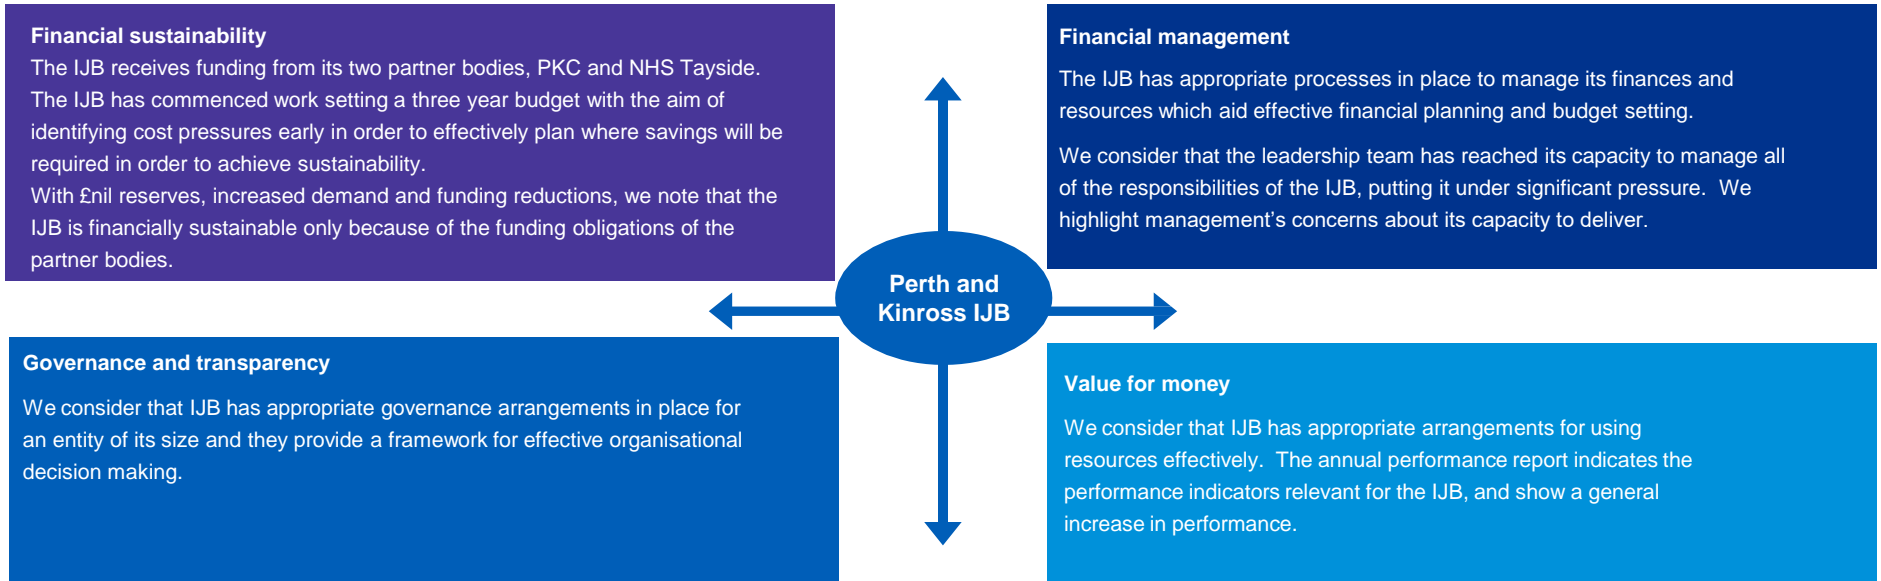 Financial sustainability
The IJB receives funding from its two partner bodies, PKC and NHS Tayside.
The IJB has commenced work setting a three year budget with the aim of
identifying cost pressures early in order to effectively plan where savings will be
required in order to achieve sustainability.
With £nil reserves, increased demand and funding reductions, we note that the
IJB is financially sustainable only because of the funding obligations of the
partner bodies.
Financial management
The IJB has appropriate processes in place to manage its finances and
resources which aid effective financial planning and budget setting.
We consider that the leadership team has reached its capacity to manage all
of the responsibilities of the IJB, putting it under significant pressure.  We
highlight management’s concerns about its capacity to deliver.
Perth and
Kinross IJB
Governance and transparency
We consider that IJB has appropriate governance arrangements in place for
an entity of its size and they provide a framework for effective organisational
decision making.
Value for money
We consider that IJB has appropriate arrangements for using
resources effectively.  The annual performance report indicates the
performance indicators relevant for the IJB, and show a general
increase in performance.